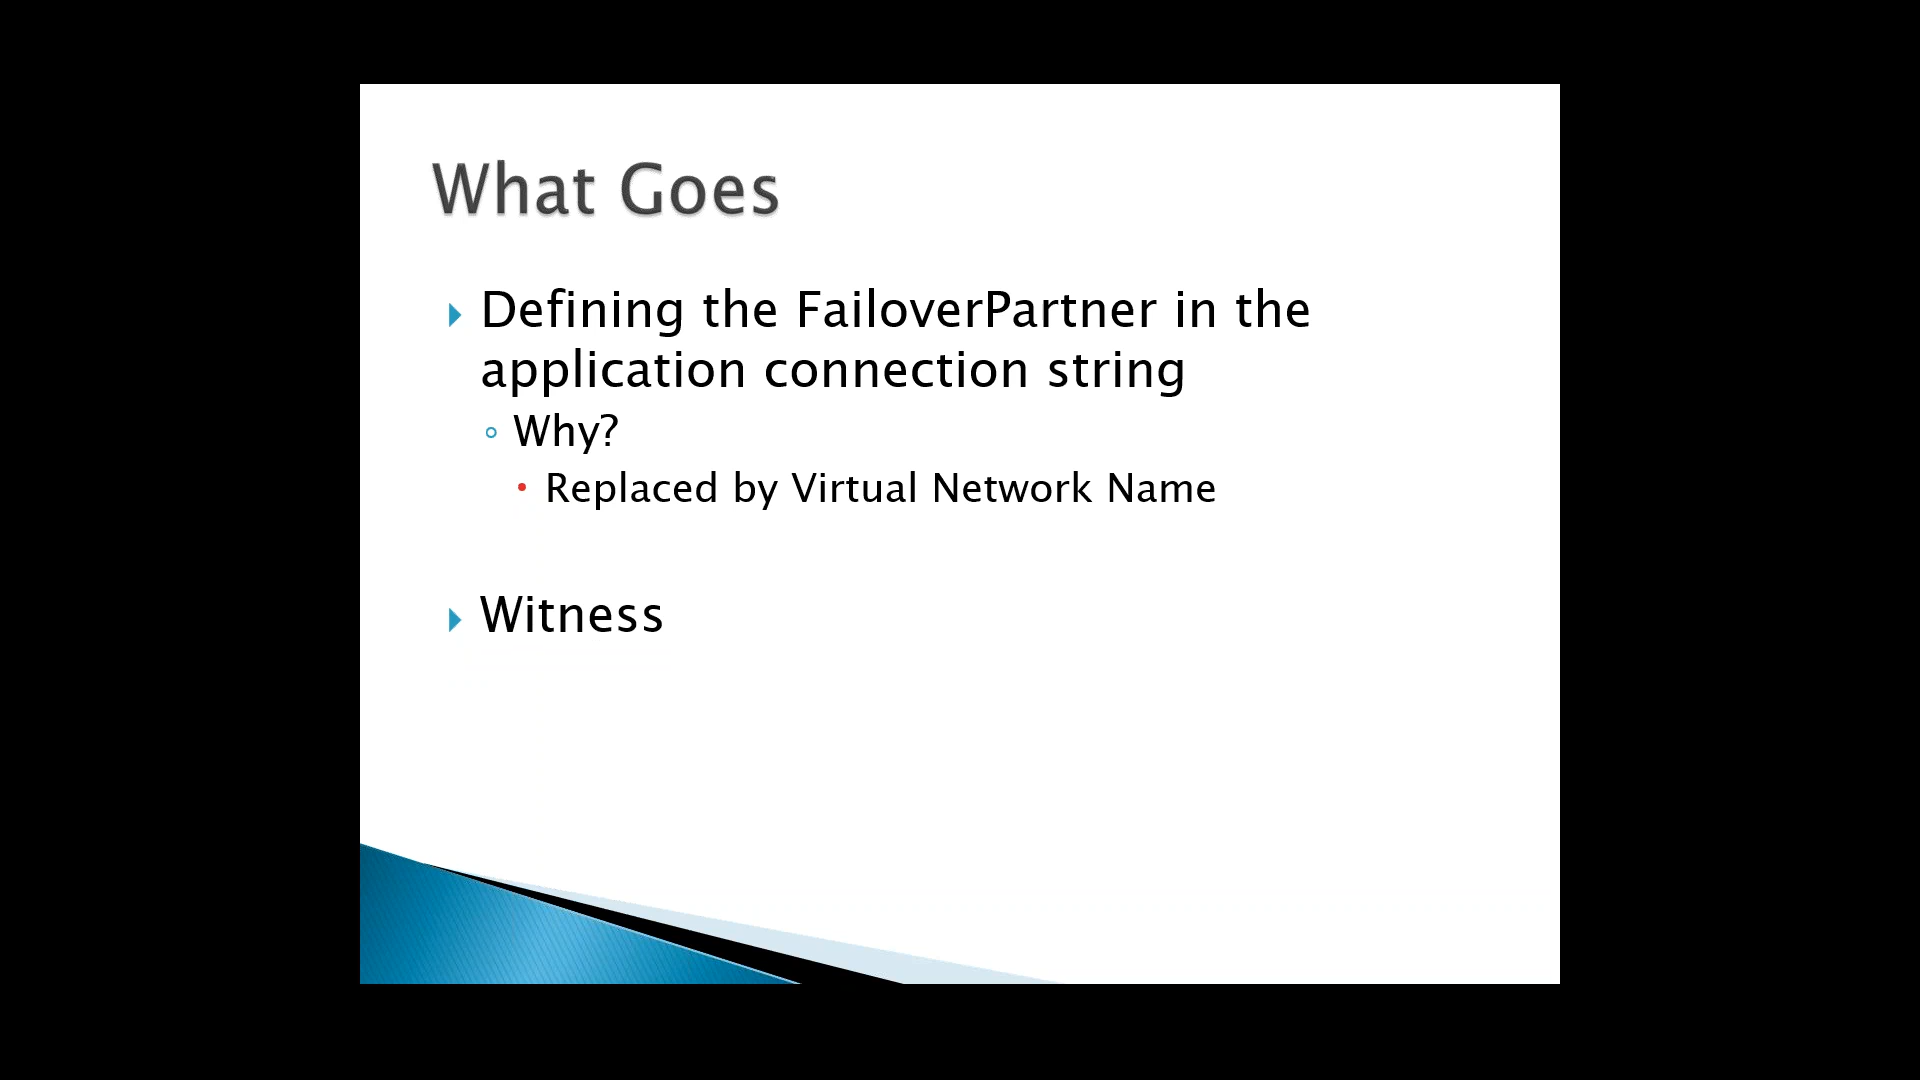 What Goes
Defining the FailoverPartner in the
application connection string
Why?
Replaced by Virtual Network Name
Witness